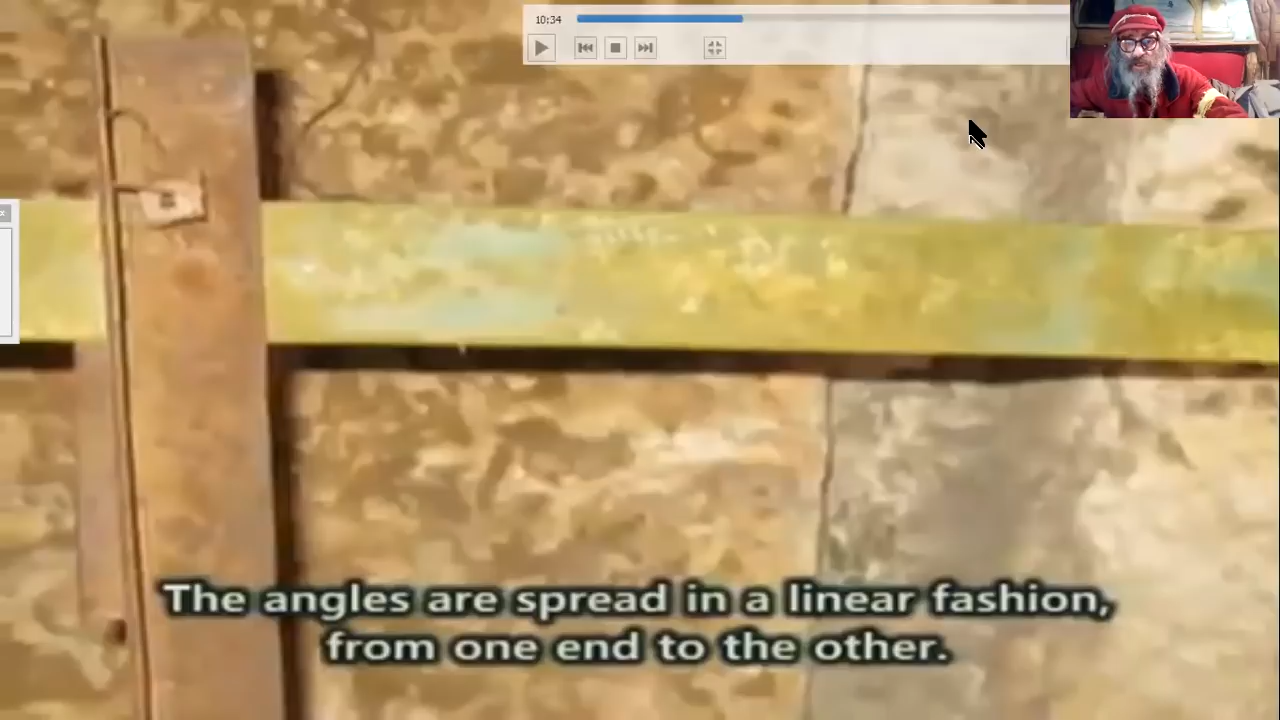 10:34
The angles are spread in a linear fashion,
from one end to the other.